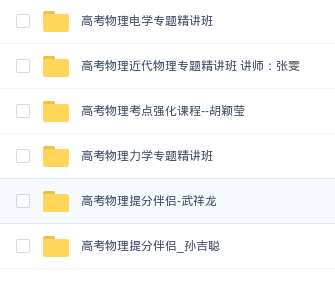 高考物理电学专题精讲班
高考物理近代物理专题精讲班 讲师：张雯
高考物理考点强化课程--胡颖莹
高考物理力学专题精讲班
高考物理提分伴侣-武祥龙
高考物理提分伴侣_孙吉聪